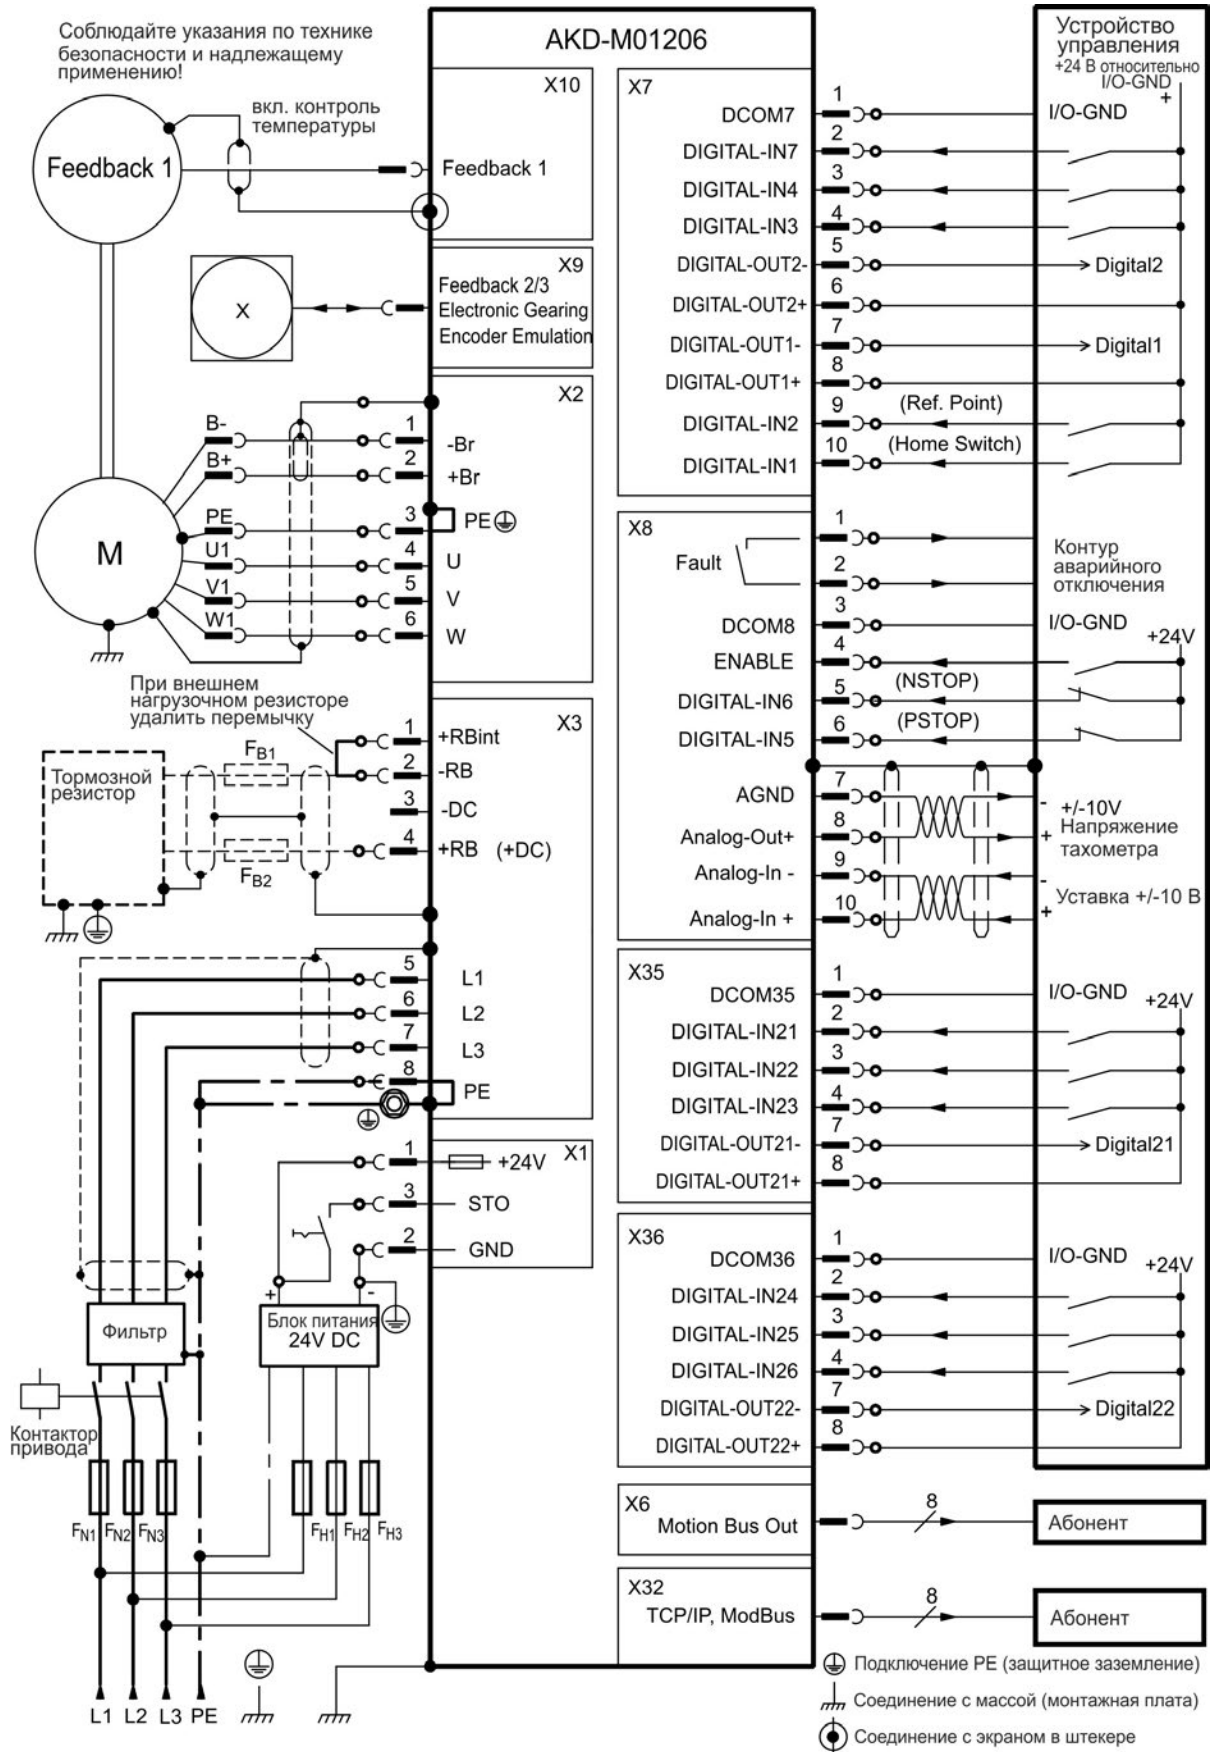 Соблюдайте указания по технике
безопасности и надлежащему
применению!
AKD-M01206
Feedback 1
вкл. контроль
температуры
X10
Feedback 1
X
X9
Feedback 2/3
Electronic Gearing
Encoder Emulation
X2
M
B-
1
-Br
B+
2
+Br
PE
3
PE
U1
4
U
V1
5
V
W1
6
W
При внешнем
нагрузочном резисторе
удалить перемычку
X3
Тормозной
резистор
FB1
FB2
1
+RBint
2
-RB
3
-DC
4
+RB (+DC)
5
L1
6
L2
7
L3
8
PE
X1
1
+24V
3
STO
2
GND
+
-
Блок питания
24V DC
Фильтр
Контактор
привода
FN1
FN2
FN3
FH1
FH2
FH3
L1
L2
L3
PE
X7
DCOM7
1
DIGITAL-IN7
2
DIGITAL-IN4
3
DIGITAL-IN3
4
DIGITAL-OUT2-
5
DIGITAL-OUT2+
6
DIGITAL-OUT1-
7
DIGITAL-OUT1+
8
DIGITAL-IN2
9
(Ref. Point)
DIGITAL-IN1
10
(Home Switch)
Устройство
управления
+24 В относительно
I/O-GND
+
I/O-GND
Digital2
Digital1
X8
Fault
1
2
Контур
аварийного
отключения
DCOM8
3
I/O-GND
+24V
ENABLE
4
DIGITAL-IN6
5
(NSTOP)
DIGITAL-IN5
6
(PSTOP)
AGND
7
-
+/-10V
Analog-Out+
8
+
Напряжение
тахометра
Analog-In -
9
-
Уставка +/-10 В
Analog-In +
10
+
X35
DCOM35
1
I/O-GND
+24V
DIGITAL-IN21
2
DIGITAL-IN22
3
DIGITAL-IN23
4
DIGITAL-OUT21-
7
Digital21
DIGITAL-OUT21+
8
X36
DCOM36
1
I/O-GND
+24V
DIGITAL-IN24
2
DIGITAL-IN25
3
DIGITAL-IN26
4
DIGITAL-OUT22-
7
Digital22
DIGITAL-OUT22+
8
X6
Motion Bus Out
8
Абонент
X32
TCP/IP, ModBus
8
Абонент
Подключение PE (защитное заземление)
Соединение с массой (монтажная плата)
Соединение с экраном в штекере